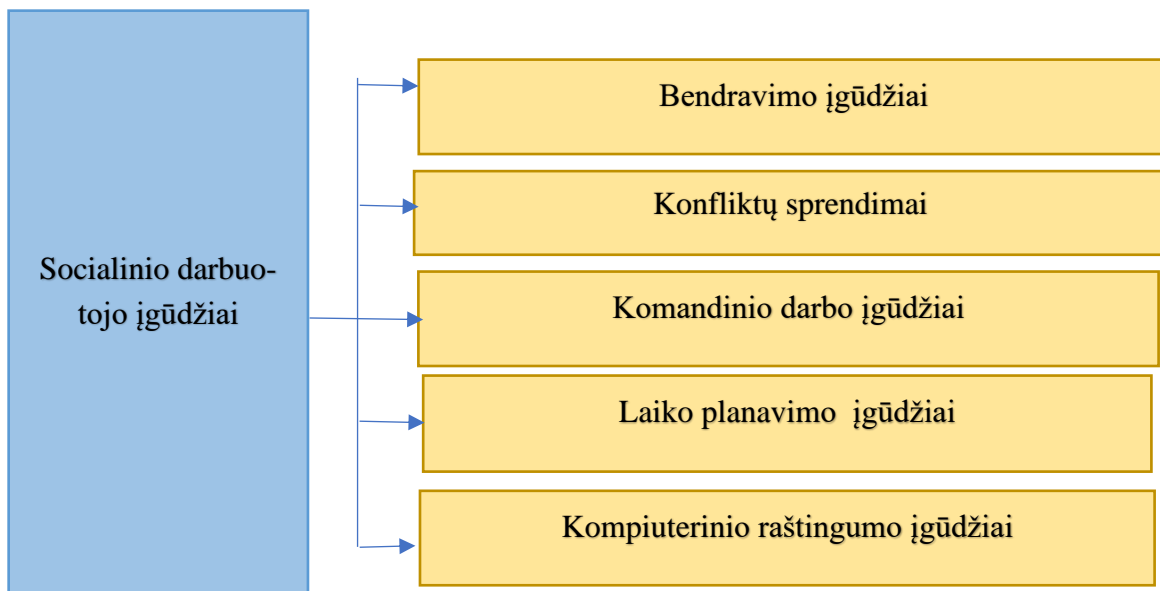 Socialinio darbuo-
tojo įgūdžiai
Bendravimo įgūdžiai
Konfliktų sprendimai
Komandinio darbo įgūdžiai
Laiko planavimo  įgūdžiai
Kompiuterinio raštingumo įgūdžiai